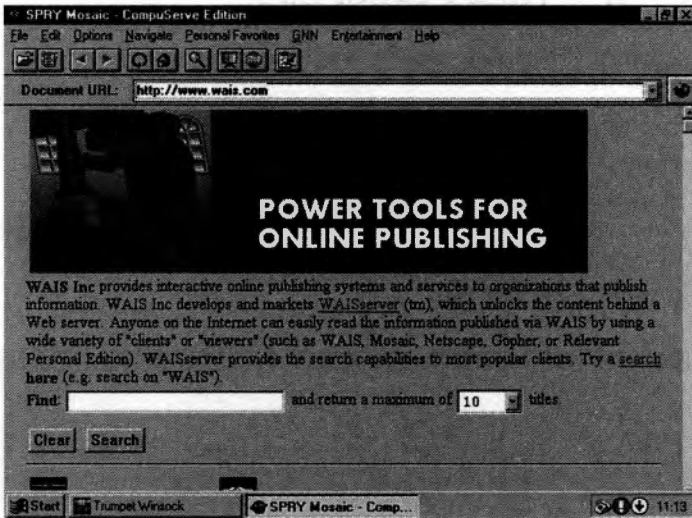 SPRY Mosaic - CompuServe Edition
File Edit Options Navigate Personal Favorites GNN Entertainment Help
Document URL: http://www.wais.com
POWER TOOLS FOR
ONLINE PUBLISHING
WAIS Inc provides interactive online publishing systems and services to organizations that publish
information. WAIS Inc develops and markets WAISserver (tm), which unlocks the content behind a
Web server. Anyone on the Internet can easily read the information published via WAIS by using a
wide variety of "clients" or "viewers" (such as WAIS, Mosaic, Netscape, Gopher, or Relevant
Personal Edition). WAISserver provides the search capabilities to most popular clients. Try a search
here (e.g. search on "WAIS").
Find: and return a maximum of 10 titles.
Clear Search
Start Trumpet Winsock SPRY Mosaic - Comp... 11:13